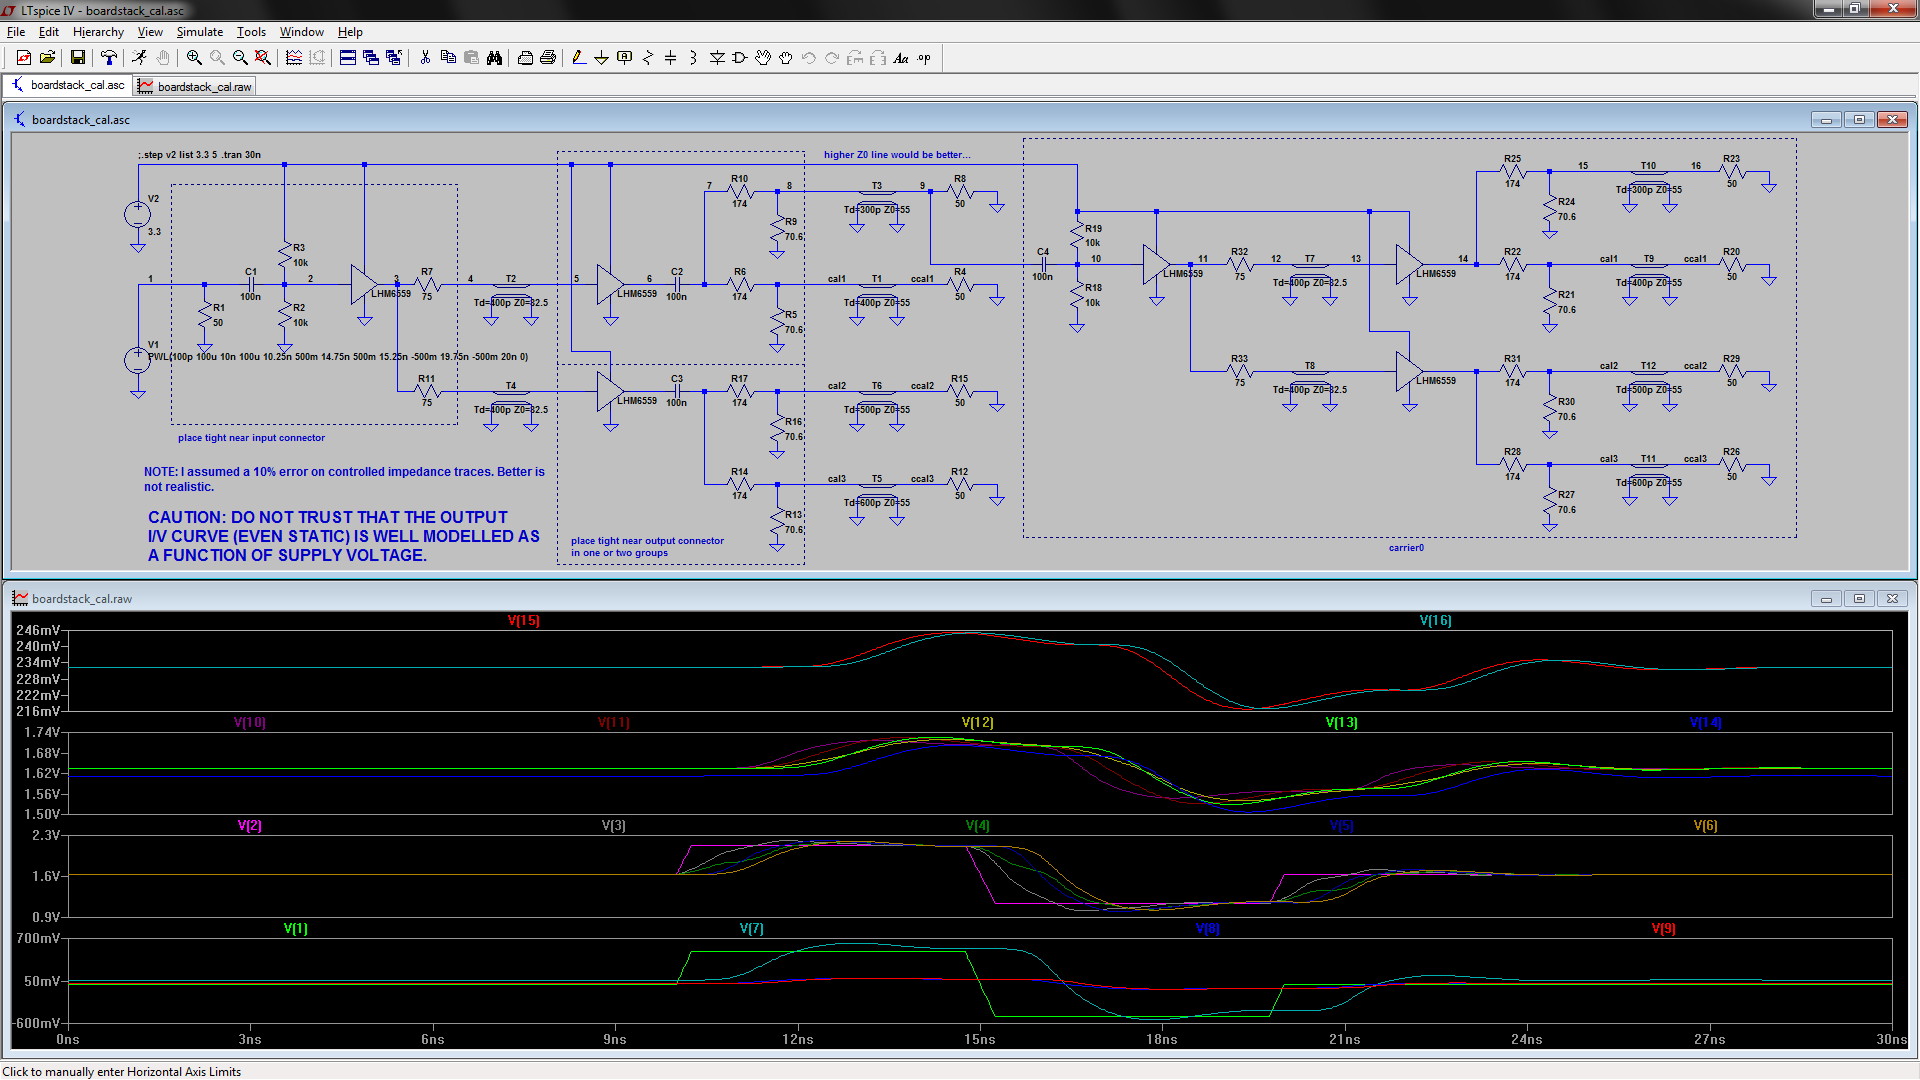 LTspice IV - boardstack_cal.asc
File Edit Hierarchy View Simulate Tools Window Help
Aa .op
boardstack_cal.asc boardstack_cal.raw
boardstack_cal.asc
;.step v2 list 3.3 5 .tran 30n
higher Z0 line would be better...
V2
3.3
R3
10k
1
C1
100n
2
R1
50
R2
10k
V1
PWL(100p 100u 10n 100u 10.25n 500m 14.75n 500m 15.25n -500m 19.75n -500m 20n 0)
3
LHM6559
R7
75
4
T2
Td=400p Z0=82.5
5
R11
75
T4
Td=400p Z0=82.5
place tight near input connector
NOTE: I assumed a 10% error on controlled impedance traces. Better is
not realistic.
CAUTION: DO NOT TRUST THAT THE OUTPUT
I/V CURVE (EVEN STATIC) IS WELL MODELLED AS
A FUNCTION OF SUPPLY VOLTAGE.
LHM6559
6
C2
100n
7
R10
174
8
R9
70.6
T3
Td=300p Z0=55
9
R8
50
R6
174
R5
70.6
cal1
T1
Td=400p Z0=55
ccal1
R4
50
LHM6559
C3
100n
R17
174
R16
70.6
cal2
T6
Td=500p Z0=55
ccal2
R15
50
R14
174
R13
70.6
cal3
T5
Td=600p Z0=55
ccal3
R12
50
place tight near output connector
in one or two groups
C4
100n
R19
10k
10
R18
10k
LHM6559
11
R32
75
12
T7
Td=400p Z0=82.5
13
LHM6559
14
R33
75
T8
Td=400p Z0=82.5
LHM6559
R25
174
15
R24
70.6
T10
Td=300p Z0=55
16
R23
50
R22
174
R21
70.6
cal1
T9
Td=400p Z0=55
ccal1
R20
50
R31
174
R30
70.6
cal2
T12
Td=500p Z0=55
ccal2
R29
50
R28
174
R27
70.6
cal3
T11
Td=600p Z0=55
ccal3
R26
50
carrier0
boardstack_cal.raw
V(15) V(16)
246mV
240mV
234mV
228mV
222mV
216mV
V(10) V(11) V(12) V(13) V(14)
1.74V
1.68V
1.62V
1.56V
1.50V
V(2) V(3) V(4) V(5) V(6)
2.3V
1.6V
0.9V
V(1) V(7) V(8) V(9)
700mV
50mV
-600mV
0ns 3ns 6ns 9ns 12ns 15ns 18ns 21ns 24ns 27ns 30ns
Click to manually enter Horizontal Axis Limits